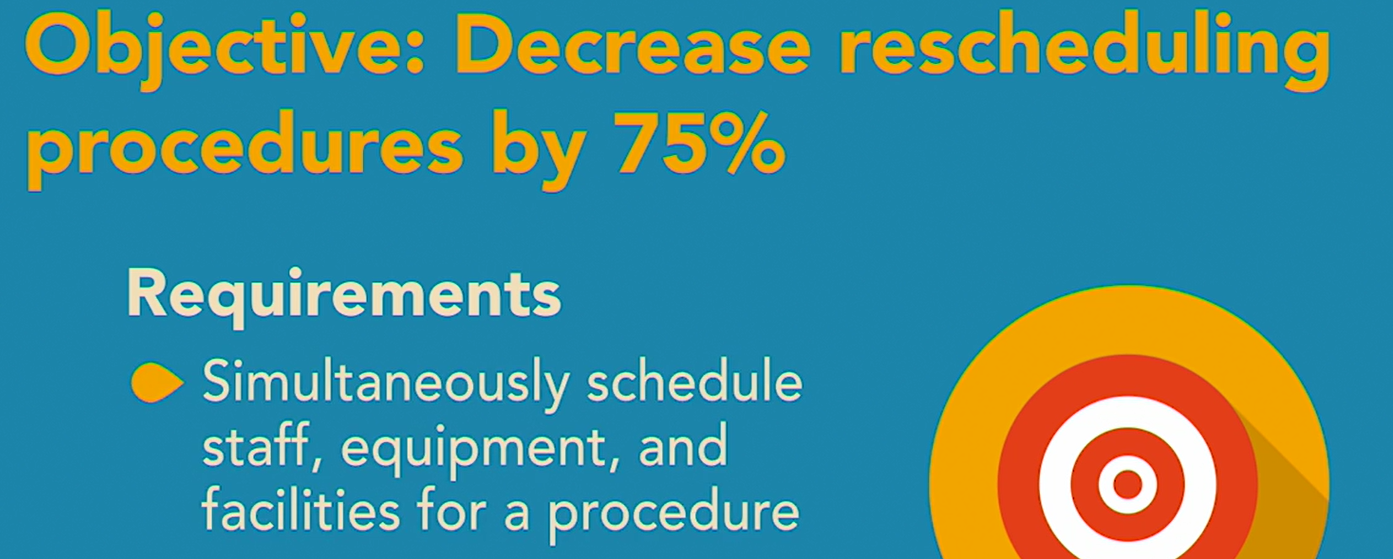 Objective: Decrease rescheduling
procedures by 75%
Requirements
Simultaneously schedule
staff, equipment, and
facilities for a procedure